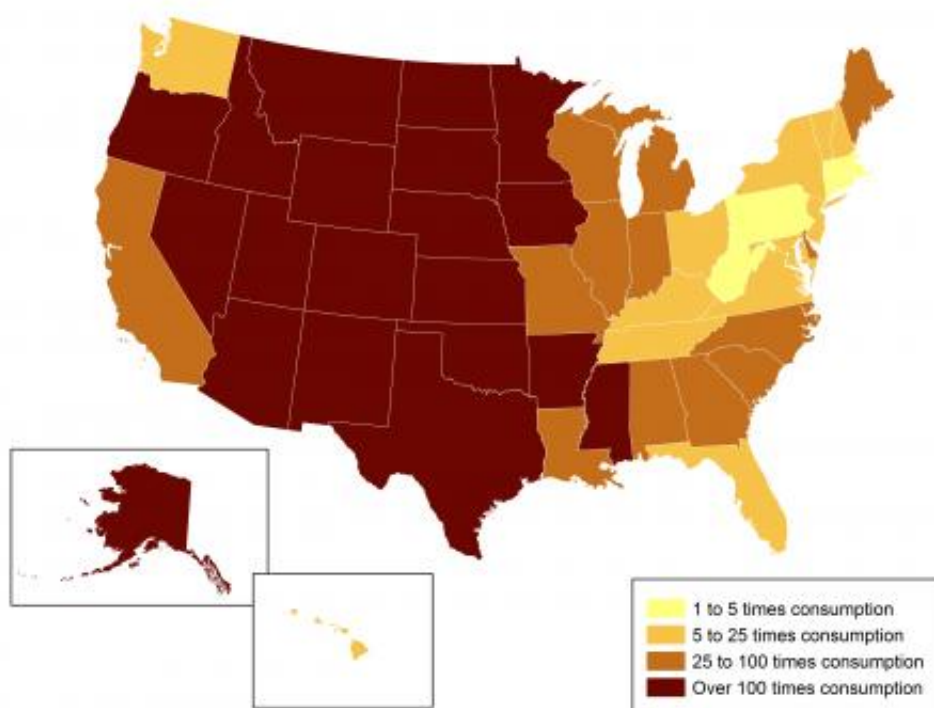 1 to 5 times consumption
5 to 25 times consumption
25 to 100 times consumption
Over 100 times consumption